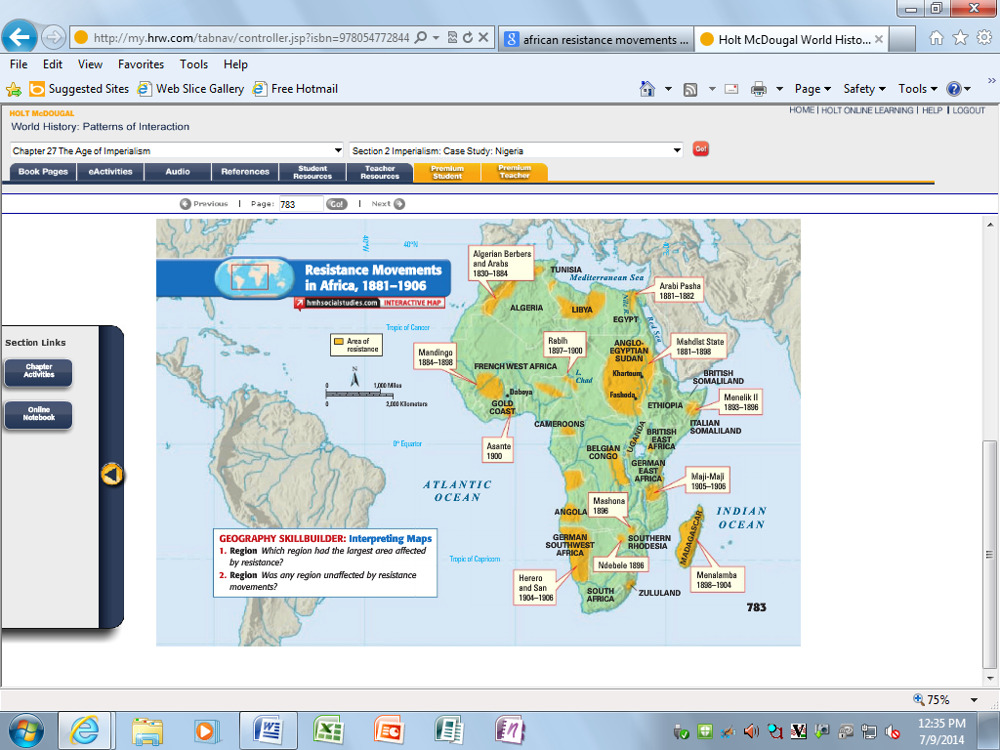 http://my.hrw.com/tabnav/controller.jsp?isbn=978054772844
african resistance movements ...
Holt McDougal World Histo...
File Edit View Favorites Tools Help
Suggested Sites Web Slice Gallery Free Hotmail
Page Safety Tools
HOLT McDOUGAL
HOME | HOLT ONLINE LEARNING | HELP | LOGOUT
World History: Patterns of Interaction
Chapter 27 The Age of Imperialism
Section 2 Imperialism: Case Study: Nigeria
Go!
Book Pages
eActivities
Audio
References
Student
Resources
Teacher
Resources
Premium
Student
Premium
Teacher
Previous | Page: 783 Go! | Next
Section Links
Chapter
Activities
Online
Notebook
Resistance Movements
in Africa, 1881–1906
hmhsocialstudies.com INTERACTIVE MAP
Area of
resistance
N
0 1,000 Miles
0 2,000 Kilometers
40°W
40°N
Tropic of Cancer
0° Equator
Tropic of Capricorn
Algerian Berbers
and Arabs
1830–1884
TUNISIA
Mediterranean Sea
Arabi Pasha
1881–1882
ALGERIA
LIBYA
EGYPT
Nile R.
Red Sea
Mandingo
1884–1898
Rabih
1897–1900
ANGLO-
EGYPTIAN
SUDAN
Mahdist State
1881–1898
FRENCH WEST AFRICA
L.
Chad
Khartoum
Fashoda
Daboya
GOLD
COAST
BRITISH
SOMALILAND
ETHIOPIA
Menelik II
1893–1896
ITALIAN
SOMALILAND
CAMEROONS
Asante
1900
UGANDA
BRITISH
EAST
AFRICA
BELGIAN
CONGO
GERMAN
EAST
AFRICA
Maji-Maji
1905–1906
ATLANTIC
OCEAN
INDIAN
OCEAN
Mashona
1896
ANGOLA
GERMAN
SOUTHWEST
AFRICA
SOUTHERN
RHODESIA
MADAGASCAR
Ndebele 1896
Menalamba
1898–1904
Herero
and San
1904–1906
SOUTH
AFRICA
ZULULAND
GEOGRAPHY SKILLBUILDER: Interpreting Maps
1. Region Which region had the largest area affected
by resistance?
2. Region Was any region unaffected by resistance
movements?
783
75%
12:35 PM
7/9/2014